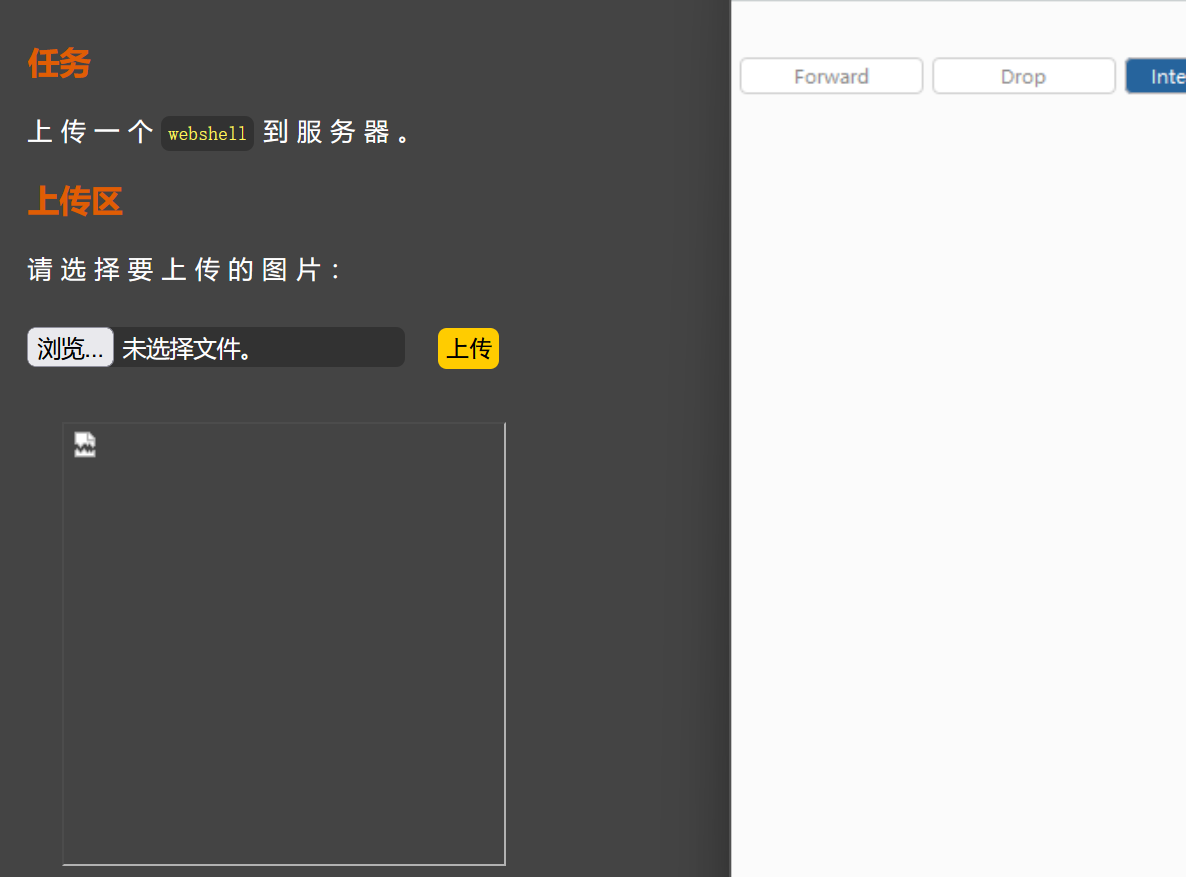 任务
上传一个 webshell 到服务器。
上传区
请选择要上传的图片：
浏览... 未选择文件。 上传
Forward Drop Inte